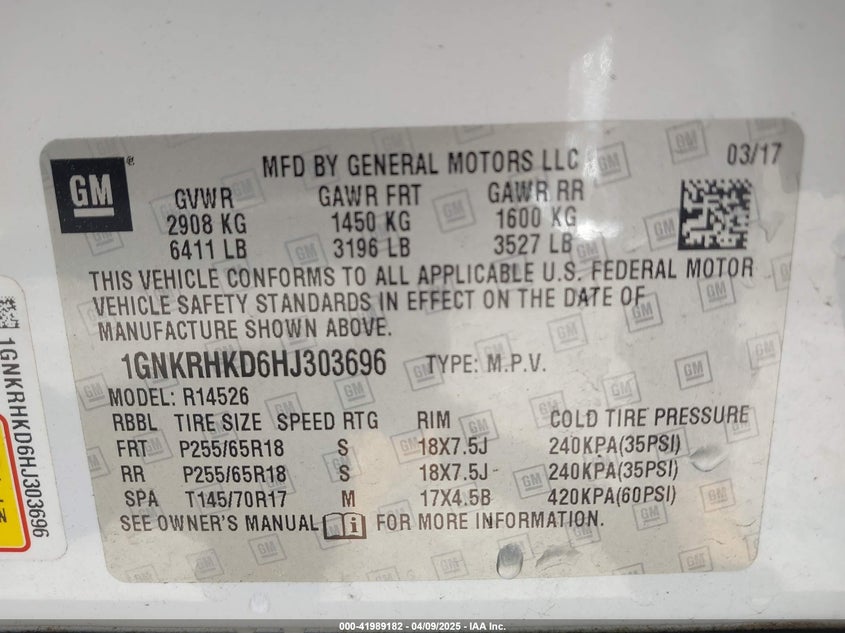 GM
MFD BY GENERAL MOTORS LLC 03/17
GVWR GAWR FRT GAWR RR
2908 KG 1450 KG 1600 KG
6411 LB 3196 LB 3527 LB
THIS VEHICLE CONFORMS TO ALL APPLICABLE U.S. FEDERAL MOTOR
VEHICLE SAFETY STANDARDS IN EFFECT ON THE DATE OF
MANUFACTURE SHOWN ABOVE.
1GNKRHKD6HJ303696 TYPE: M.P.V.
MODEL: R14526
RBBL TIRE SIZE SPEED RTG RIM COLD TIRE PRESSURE
FRT P255/65R18 S 18X7.5J 240KPA(35PSI)
RR P255/65R18 S 18X7.5J 240KPA(35PSI)
SPA T145/70R17 M 17X4.5B 420KPA(60PSI)
SEE OWNER'S MANUAL FOR MORE INFORMATION.
1GNKRHKD6HJ303696
000-41989182 - 04/09/2025 - IAA Inc.